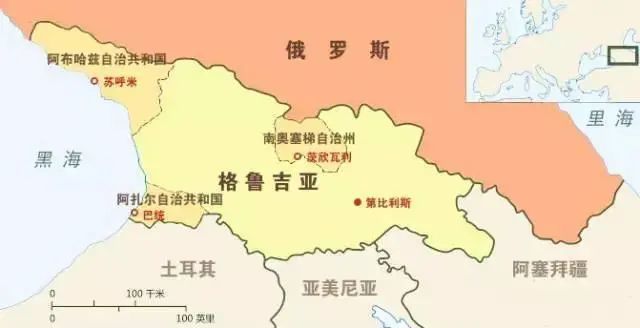 俄罗斯
阿布哈兹自治共和国
苏呼米
里海
黑海
南奥塞梯自治州
茨欣瓦利
格鲁吉亚
阿扎尔自治共和国
巴统
第比利斯
土耳其
亚美尼亚
阿塞拜疆
0
100 千米
0
100 英里